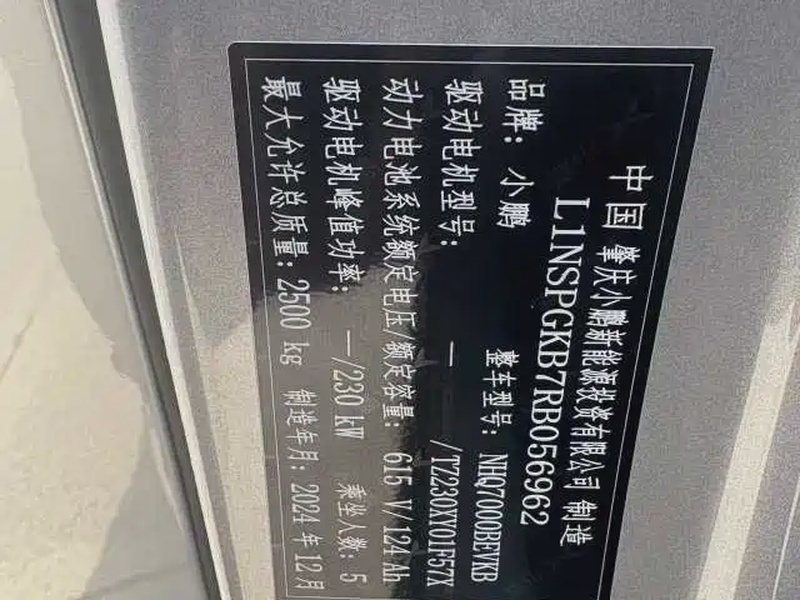 中国 肇庆小鹏新能源投资有限公司 制造
L1NSPGKB7RB056962
品牌：小鹏 整车型号：NHQ7000BEVKB
驱动电机型号： — /TZ230XY01F57X
动力电池系统额定电压/额定容量：615 V/124 Ah
驱动电机峰值功率： —/230 kW 乘坐人数：5
最大允许总质量：2500 kg 制造年月：2024 年 12 月